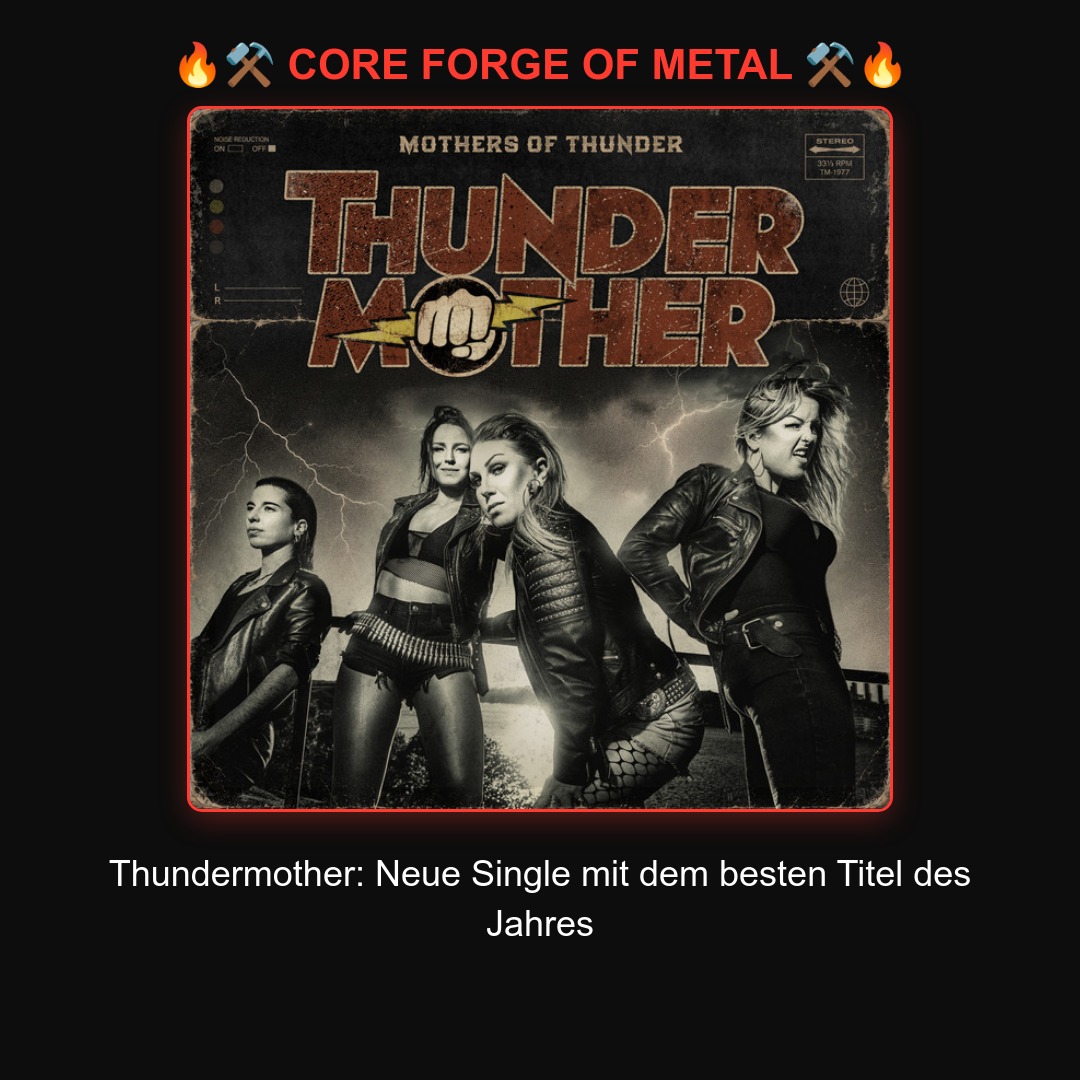 🔥⚒️ CORE FORGE OF METAL ⚒️🔥
NOISE REDUCTION
ON OFF
MOTHERS OF THUNDER
STEREO
33⅓ RPM
TM-1977
THUNDER
MOTHER
L
R
Thundermother: Neue Single mit dem besten Titel des
Jahres